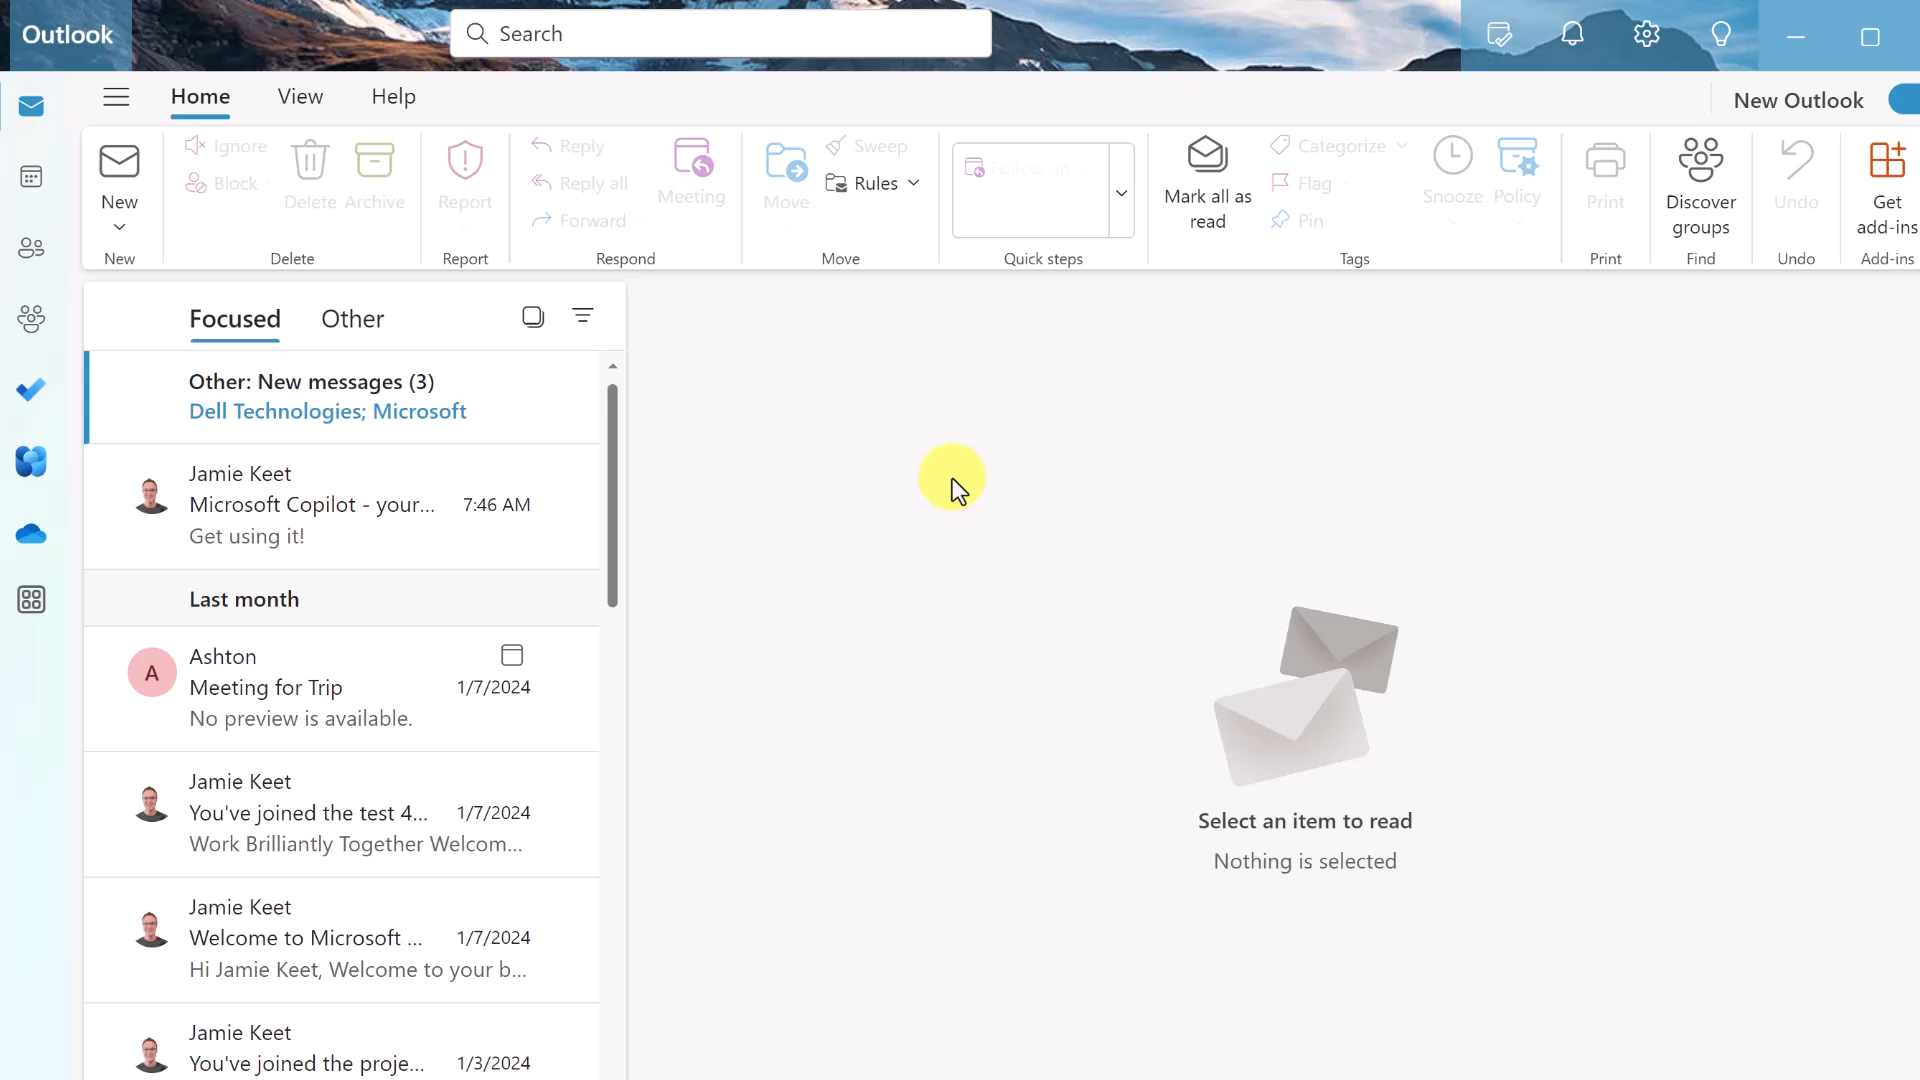 Outlook
Search
Home View Help
New Outlook
New
New
Ignore
Block
Delete
Archive
Delete
Report
Report
Reply
Reply all
Forward
Meeting
Respond
Move
Sweep
Rules
Move
Follow up ...
Quick steps
Mark all as
read
Categorize
Flag
Pin
Snooze
Policy
Tags
Print
Print
Discover
groups
Find
Undo
Undo
Get
add-ins
Add-ins
Focused Other
Other: New messages (3)
Dell Technologies; Microsoft
Jamie Keet
Microsoft Copilot - your... 7:46 AM
Get using it!
Last month
A
Ashton
Meeting for Trip 1/7/2024
No preview is available.
Jamie Keet
You've joined the test 4... 1/7/2024
Work Brilliantly Together Welcom...
Jamie Keet
Welcome to Microsoft ... 1/7/2024
Hi Jamie Keet, Welcome to your b...
Jamie Keet
You've joined the proje... 1/3/2024
Select an item to read
Nothing is selected